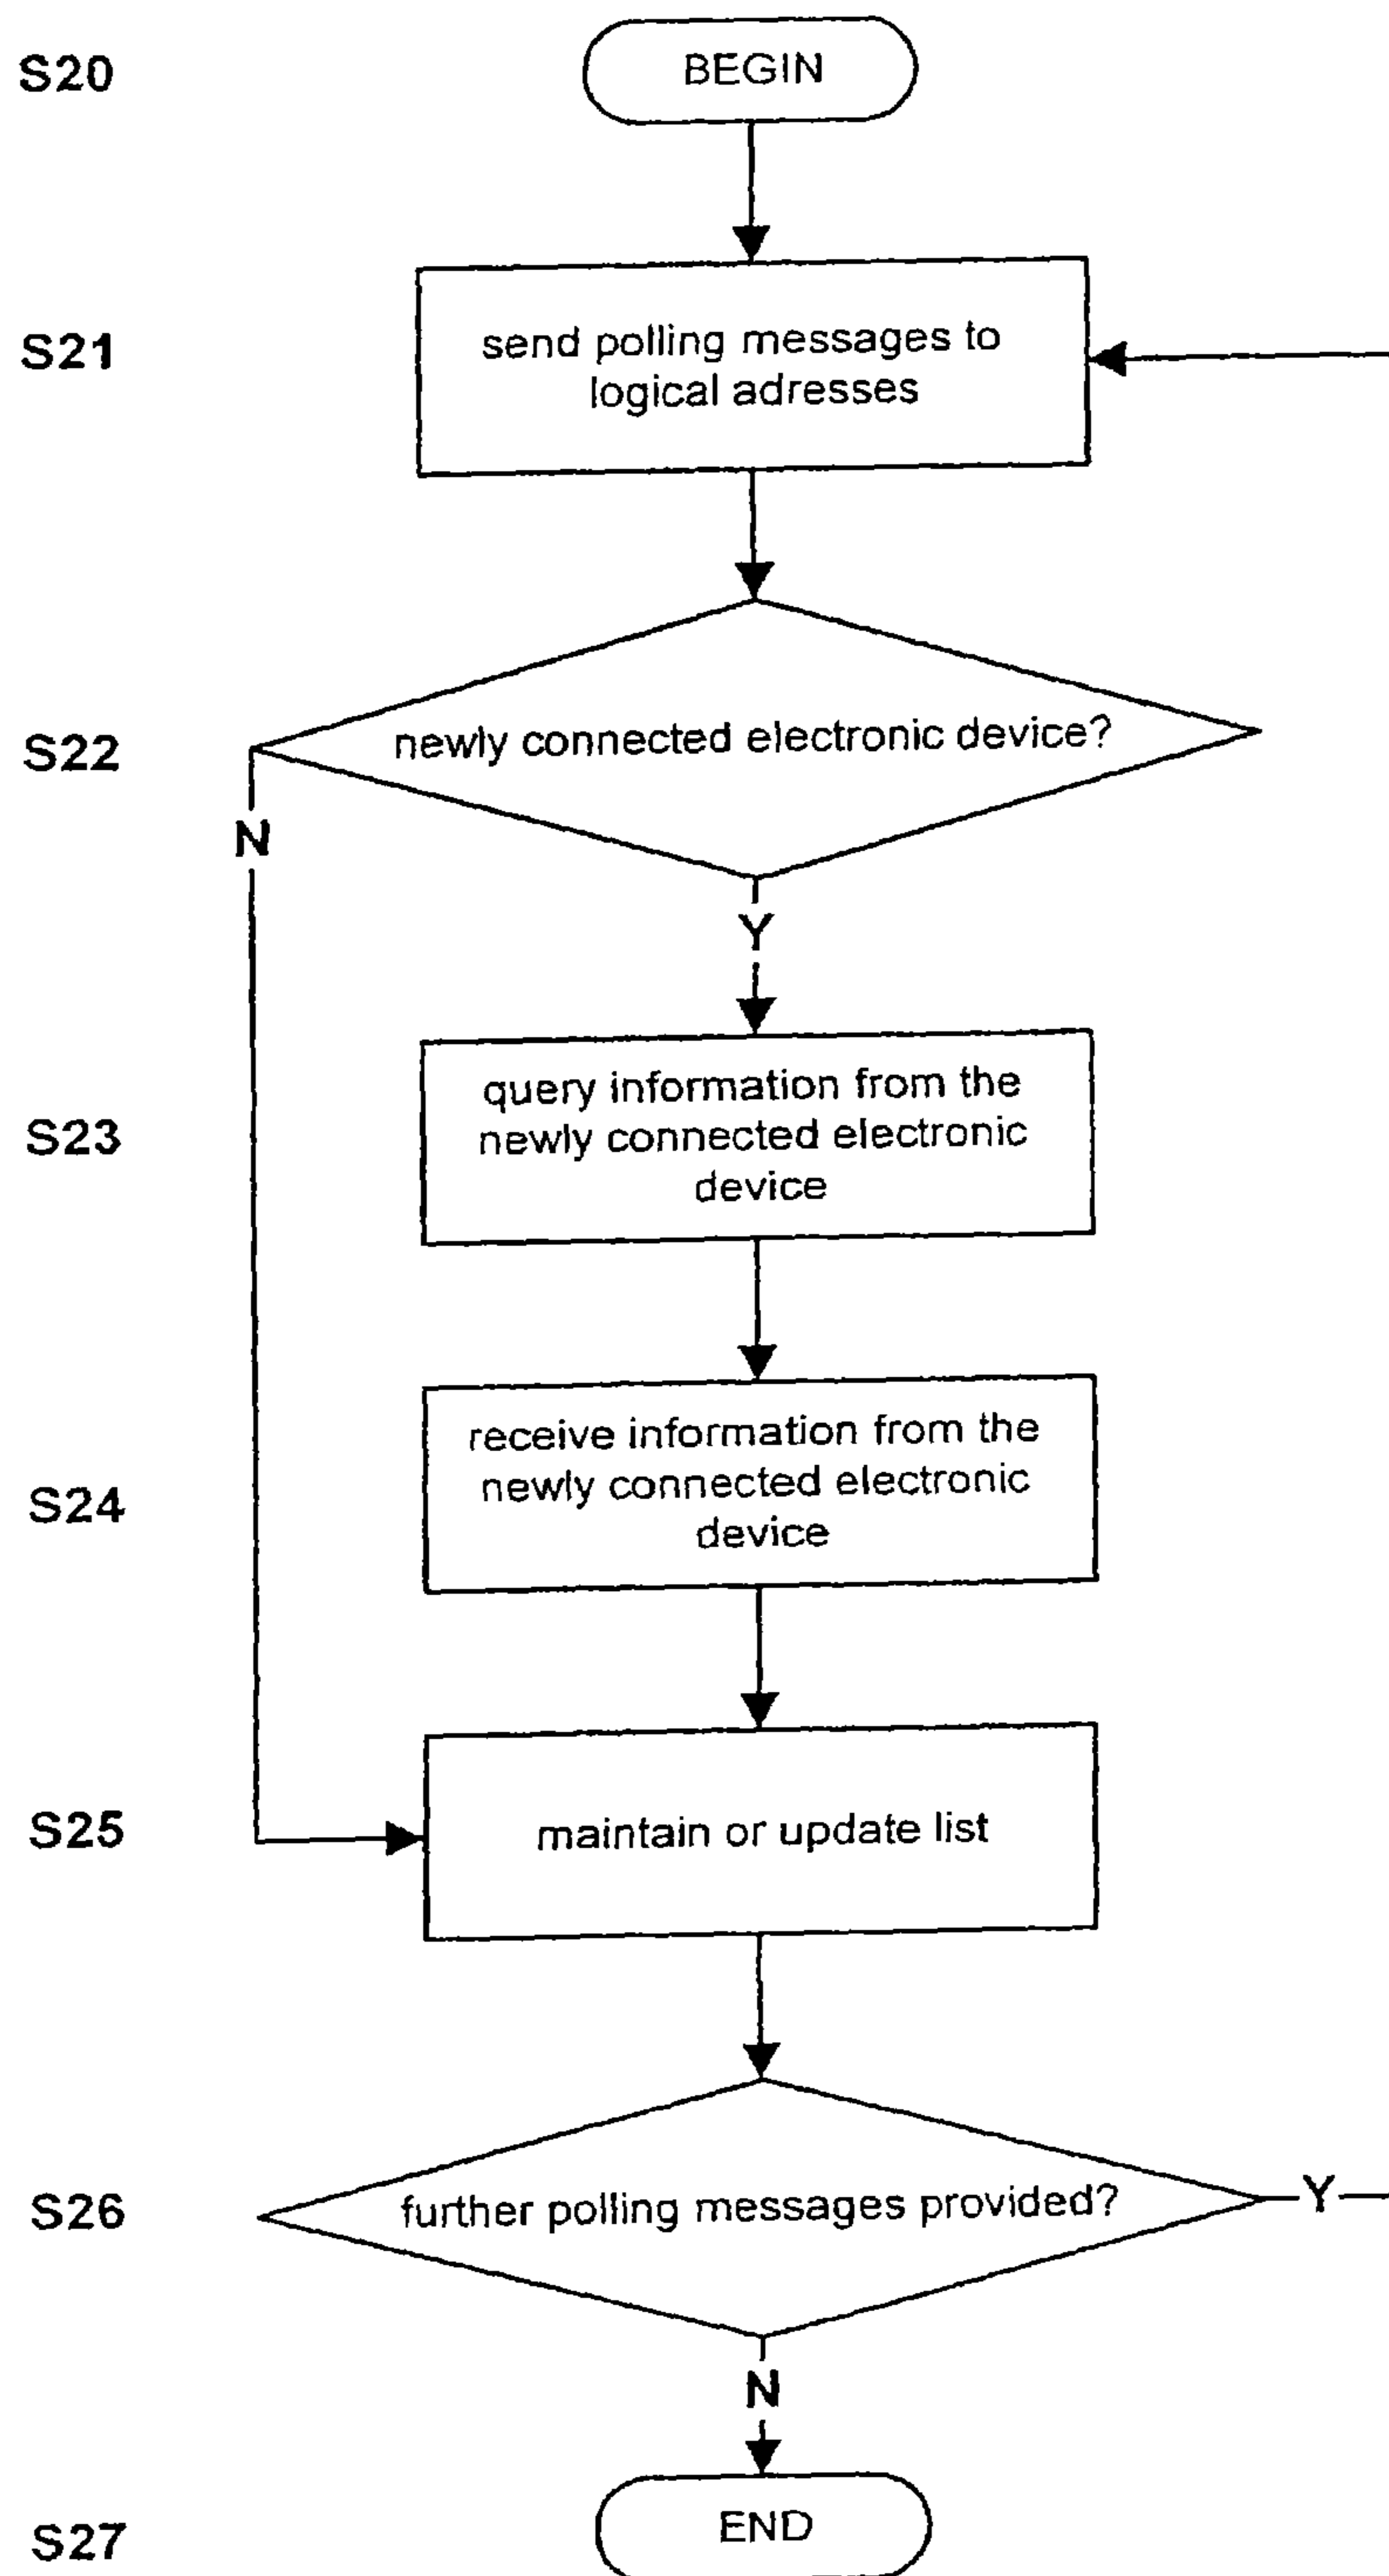 S20
BEGIN
S21
send polling messages to
logical adresses
S22
newly connected electronic device?
N
Y
S23
query information from the
newly connected electronic
device
S24
receive information from the
newly connected electronic
device
S25
maintain or update list
S26
further polling messages provided?
Y
N
S27
END